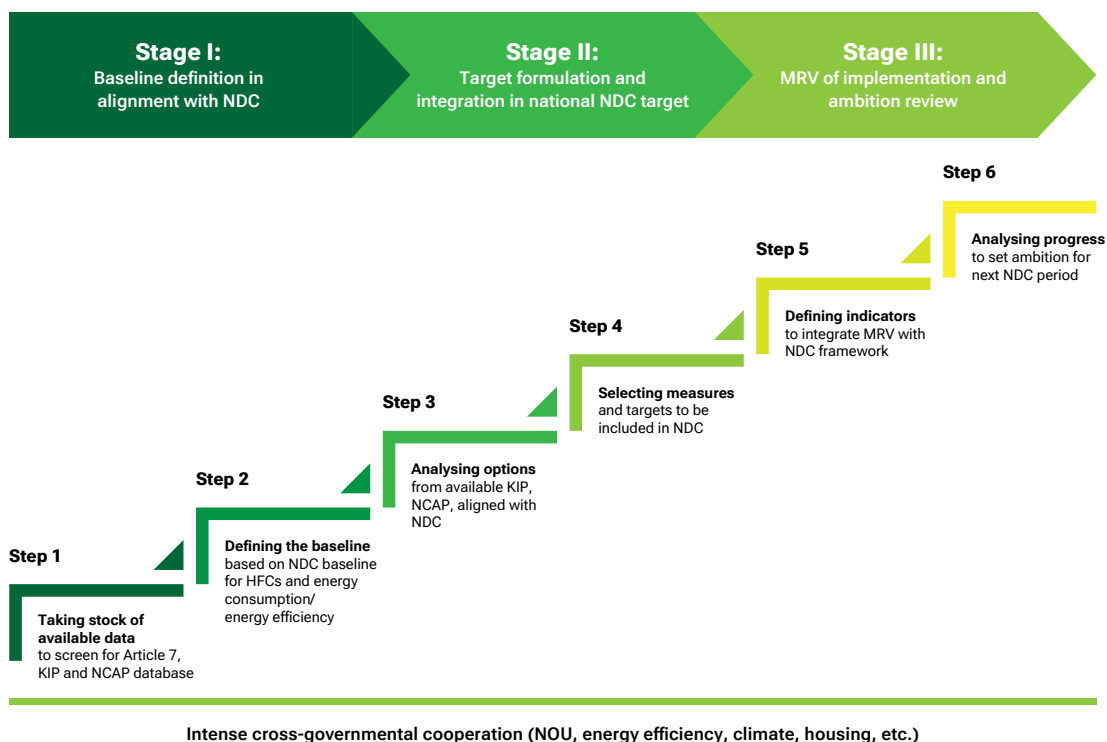 Stage I:
Baseline definition in
alignment with NDC
Stage II:
Target formulation and
integration in national NDC target
Stage III:
MRV of implementation and
ambition review
Step 1
Taking stock of
available data
to screen for Article 7,
KIP and NCAP database
Step 2
Defining the baseline
based on NDC baseline
for HFCs and energy
consumption/
energy efficiency
Step 3
Analysing options
from available KIP,
NCAP, aligned with
NDC
Step 4
Selecting measures
and targets to be
included in NDC
Step 5
Defining indicators
to integrate MRV with
NDC framework
Step 6
Analysing progress
to set ambition for
next NDC period
Intense cross-governmental cooperation (NOU, energy efficiency, climate, housing, etc.)